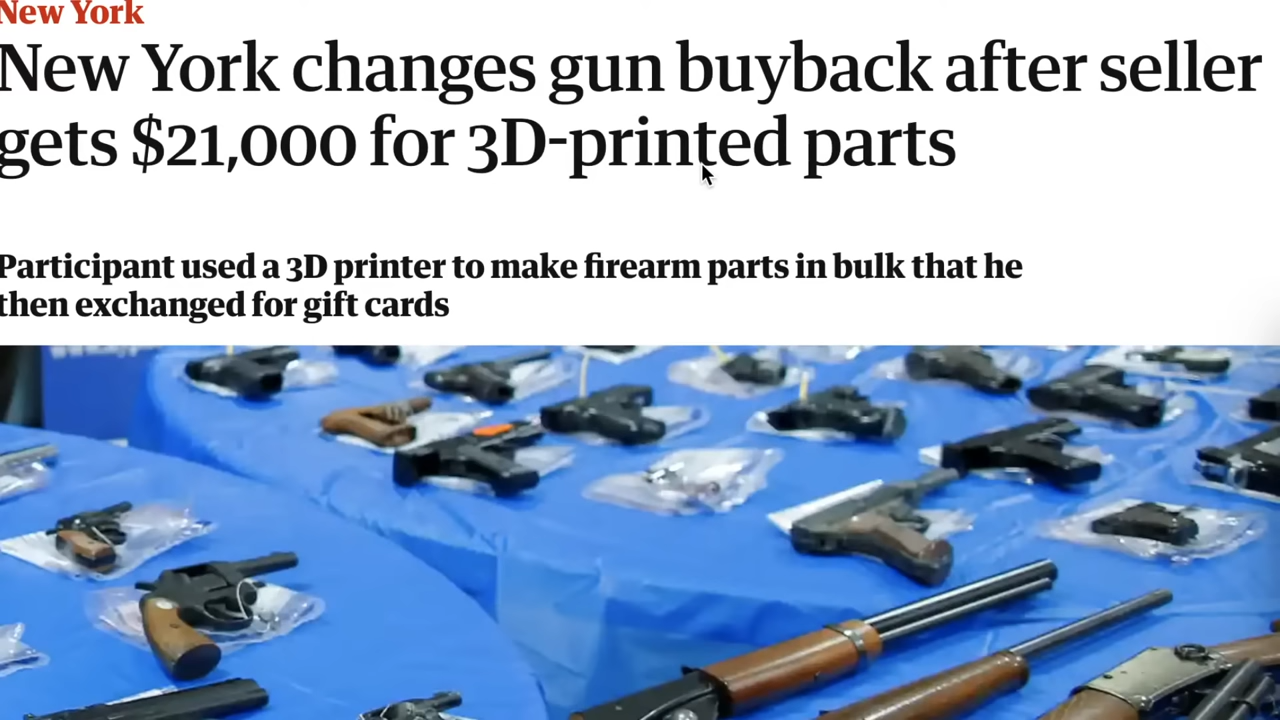 New York
New York changes gun buyback after seller
gets $21,000 for 3D-printed parts
Participant used a 3D printer to make firearm parts in bulk that he
then exchanged for gift cards